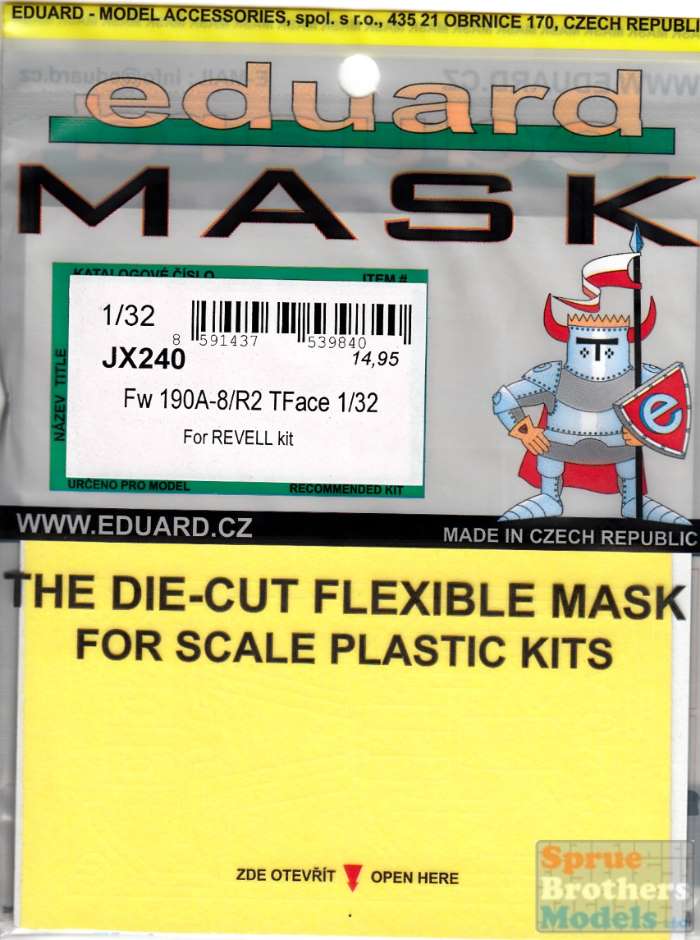 EDUARD - MODEL ACCESSORIES, spol. s r.o., 435 21 OBRNICE 170, CZECH REPUBLI
eduard
MASK
KATALOGOVÉ ČÍSLO ITEM #
NÁZEV TITLE
1/32
8 591437 539840
JX240 14,95
Fw 190A-8/R2 TFace 1/32
For REVELL kit
URČENO PRO MODEL RECOMMENDED KIT
T
e
WWW.EDUARD.CZ MADE IN CZECH REPUBLIC
THE DIE-CUT FLEXIBLE MASK
FOR SCALE PLASTIC KITS
ZDE OTEVŘÍT OPEN HERE
Sprue
Brothers
Models